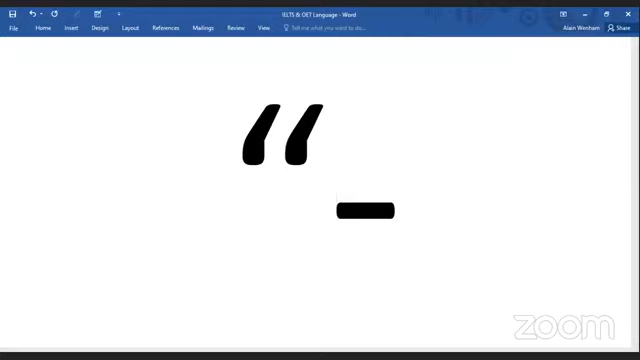 IELTS & OET Language - Word
File Home Insert Design Layout References Mailings Review View Tell me what you want to do... Alain Wenham Share
“-
zoom